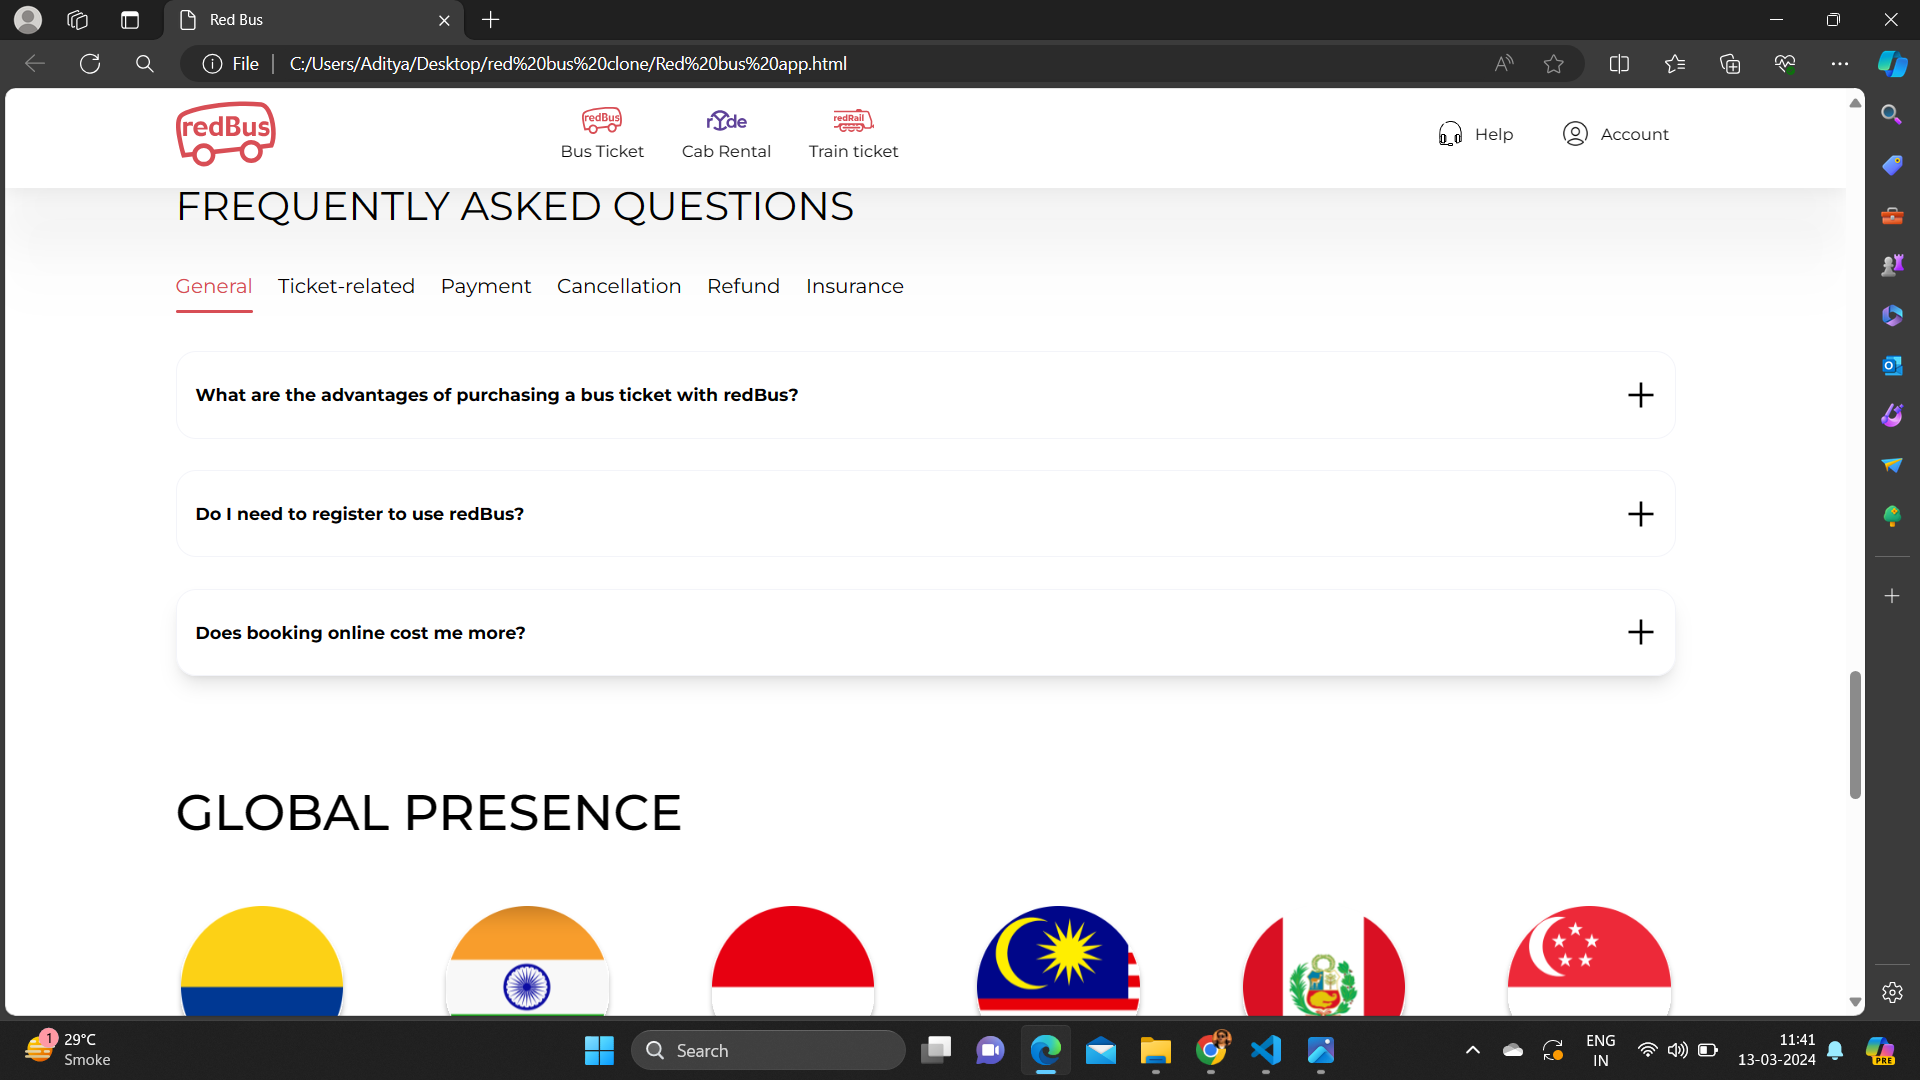 Red Bus
File
C:/Users/Aditya/Desktop/red%20bus%20clone/Red%20bus%20app.html
redBus
redBus
Bus Ticket
rYde
Cab Rental
redRail
Train ticket
Help
Account
FREQUENTLY ASKED QUESTIONS
General Ticket-related Payment Cancellation Refund Insurance
What are the advantages of purchasing a bus ticket with redBus?
Do I need to register to use redBus?
Does booking online cost me more?
GLOBAL PRESENCE
1
29°C
Smoke
Search
ENG
IN
11:41
13-03-2024
PRE